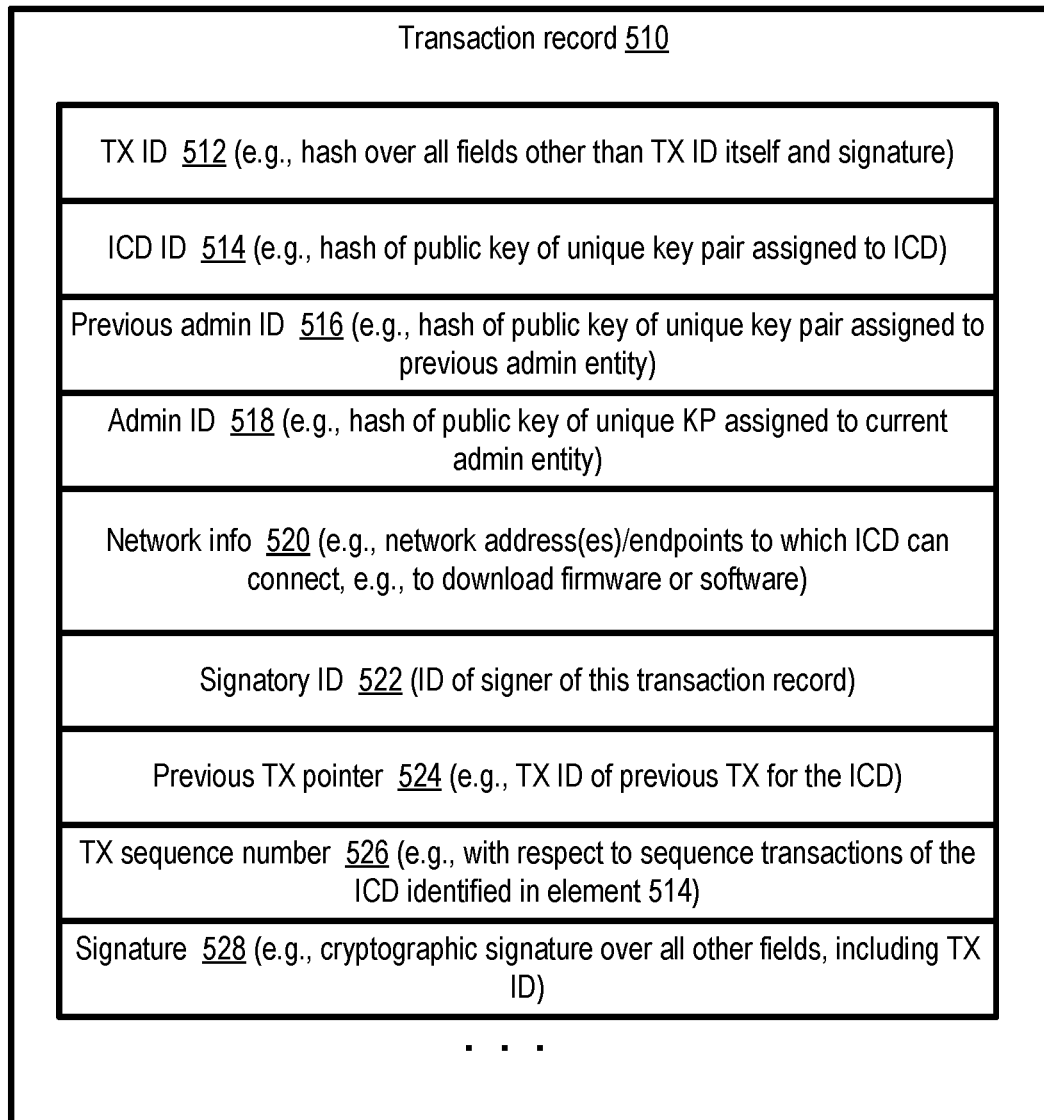 Transaction record 510
TX ID 512 (e.g., hash over all fields other than TX ID itself and signature)
ICD ID 514 (e.g., hash of public key of unique key pair assigned to ICD)
Previous admin ID 516 (e.g., hash of public key of unique key pair assigned to
previous admin entity)
Admin ID 518 (e.g., hash of public key of unique KP assigned to current
admin entity)
Network info 520 (e.g., network address(es)/endpoints to which ICD can
connect, e.g., to download firmware or software)
Signatory ID 522 (ID of signer of this transaction record)
Previous TX pointer 524 (e.g., TX ID of previous TX for the ICD)
TX sequence number 526 (e.g., with respect to sequence transactions of the
ICD identified in element 514)
Signature 528 (e.g., cryptographic signature over all other fields, including TX
ID)
. . .